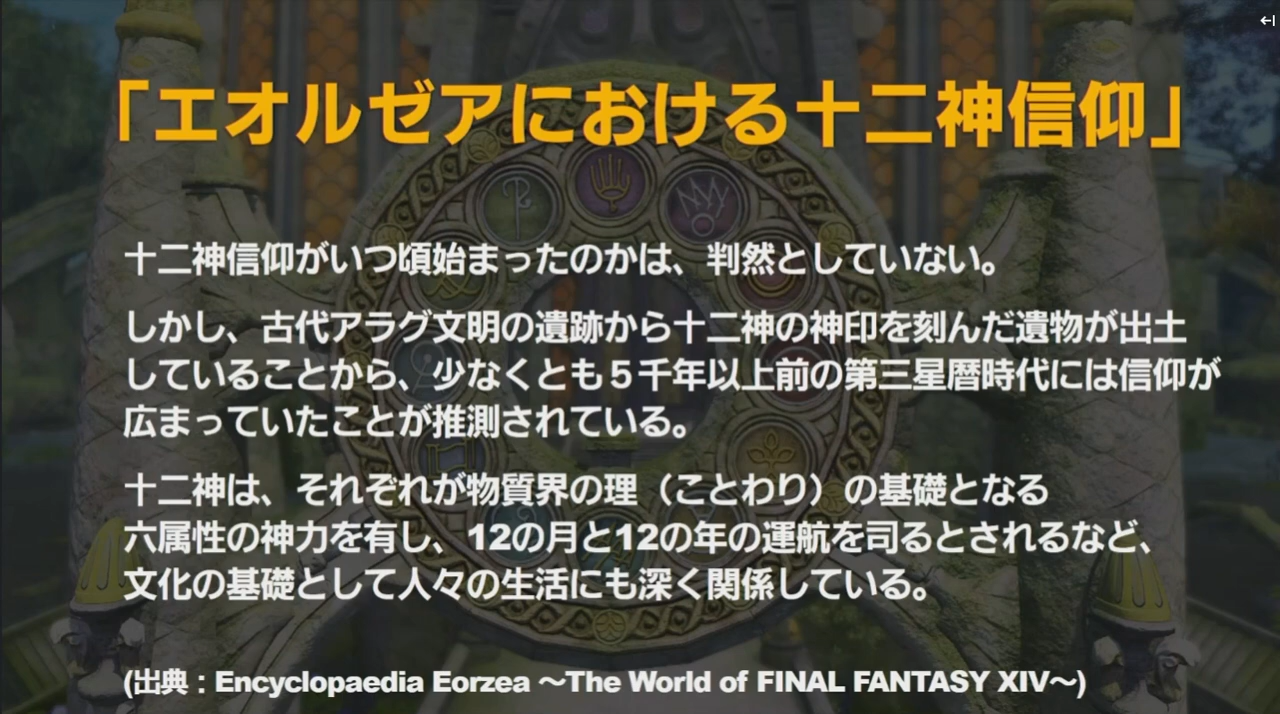 「エオルゼアにおける十二神信仰」
十二神信仰がいつ頃始まったのかは、判然としていない。
しかし、古代アラグ文明の遺跡から十二神の神印を刻んだ遺物が出土
していることから、少なくとも５千年以上前の第三星暦時代には信仰が
広まっていたことが推測されている。
十二神は、それぞれが物質界の理（ことわり）の基礎となる
六属性の神力を有し、12の月と12の年の運航を司るとされるなど、
文化の基礎として人々の生活にも深く関係している。
(出典：Encyclopaedia Eorzea ～The World of FINAL FANTASY XIV～)